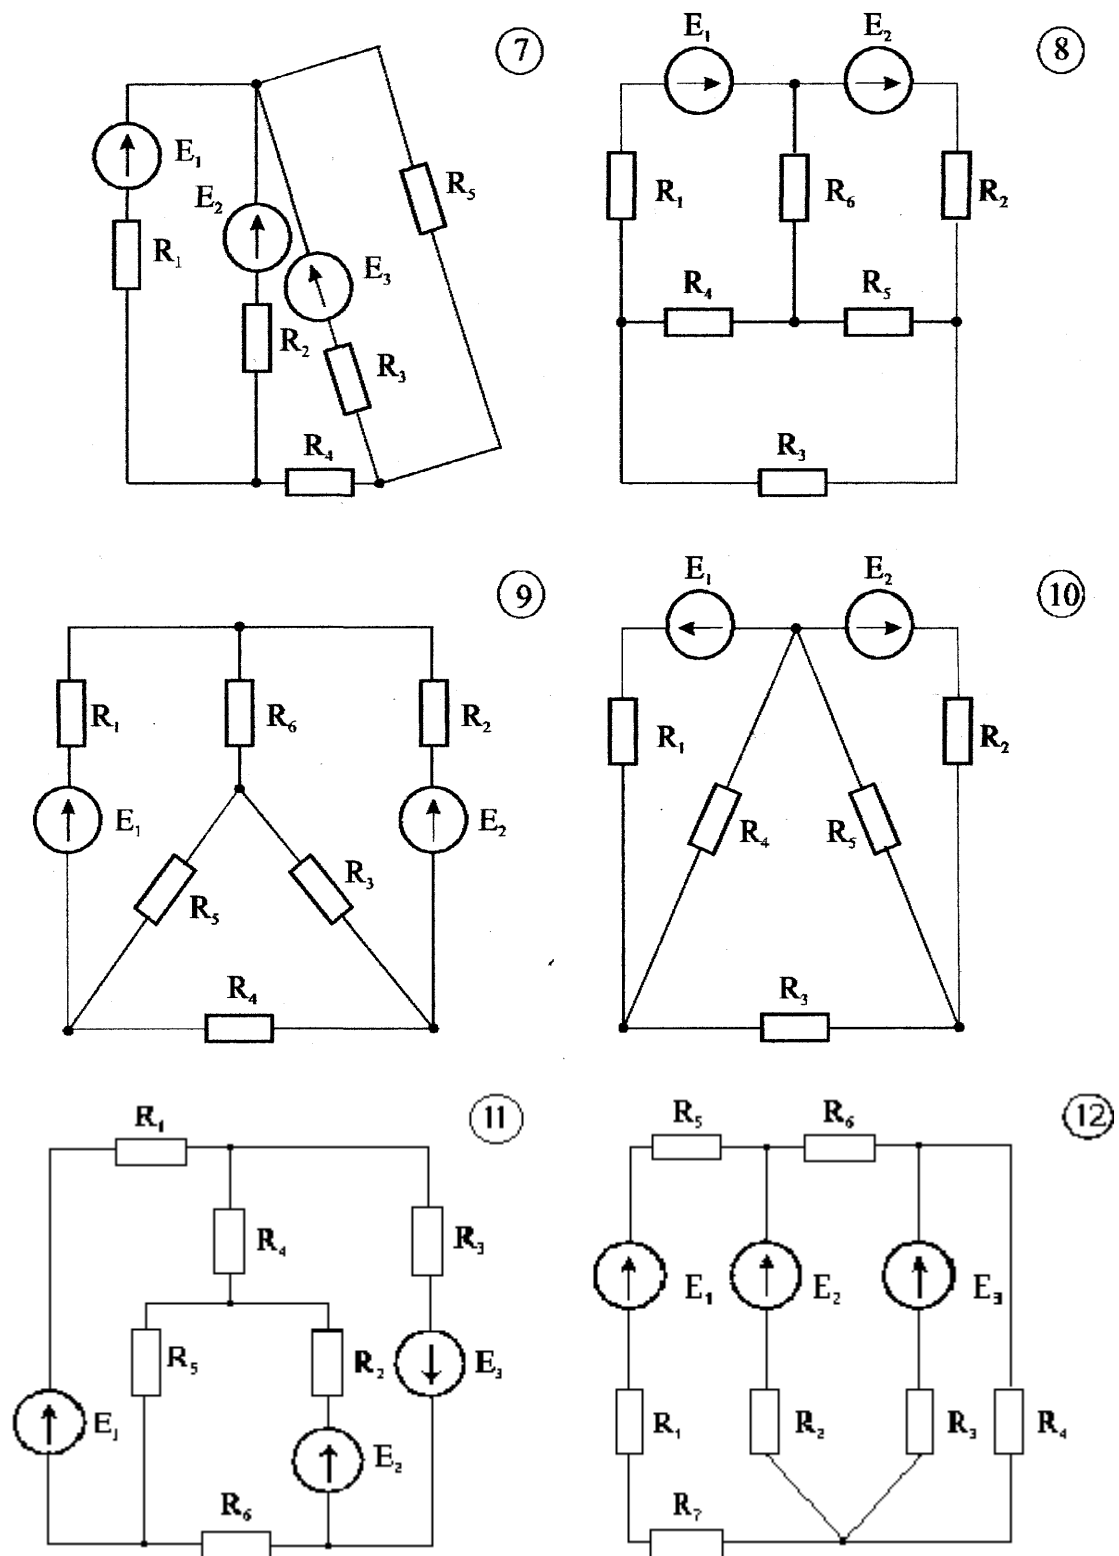 7
E₁
E₂
R₅
R₁
E₃
R₂
R₃
R₄
8
E₁
E₂
R₁
R₆
R₂
R₄
R₅
R₃
9
R₁
R₆
R₂
E₁
E₂
R₃
R₅
R₄
10
E₁
E₂
R₁
R₂
R₄
R₅
R₃
11
R₁
R₄
R₃
R₅
R₂
E₃
E₁
E₂
R₆
12
R₅
R₆
E₁
E₂
E₃
R₁
R₂
R₃
R₄
R₇